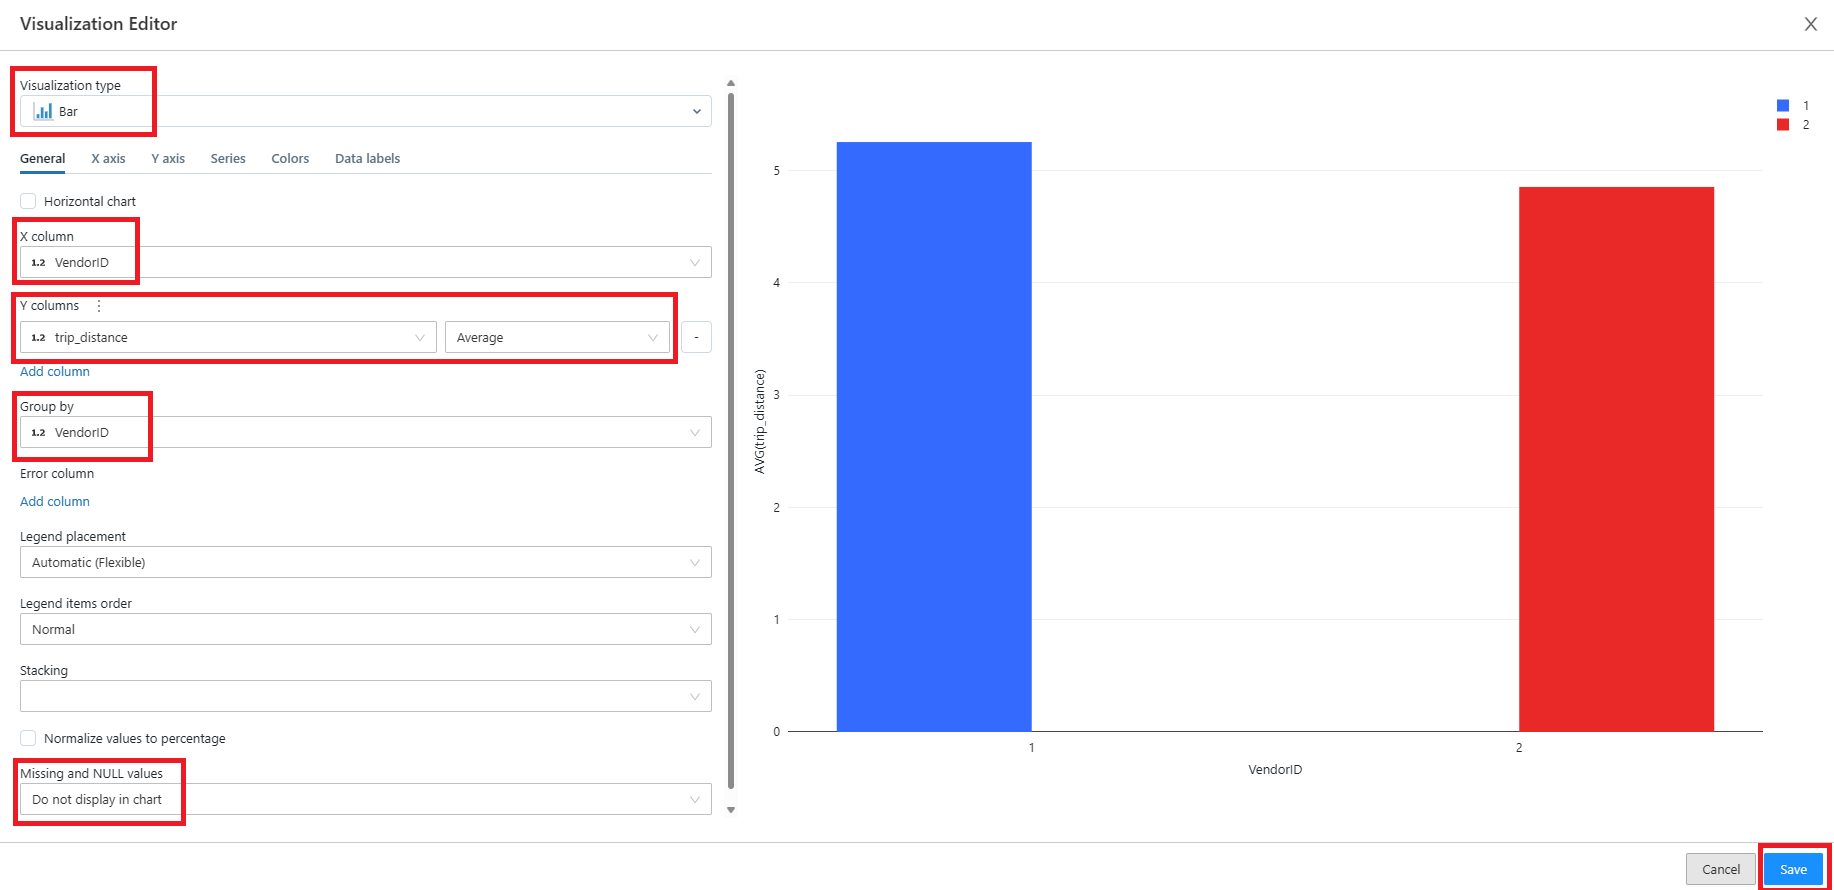 Visualization Editor
Visualization type
Bar
General X axis Y axis Series Colors Data labels
Horizontal chart
X column
1.2 VendorID
Y columns
1.2 trip_distance Average -
Add column
Group by
1.2 VendorID
Error column
Add column
Legend placement
Automatic (Flexible)
Legend items order
Normal
Stacking
Normalize values to percentage
Missing and NULL values
Do not display in chart
1
2
5
4
3
2
1
0
AVG(trip_distance)
1 2
VendorID
Cancel Save